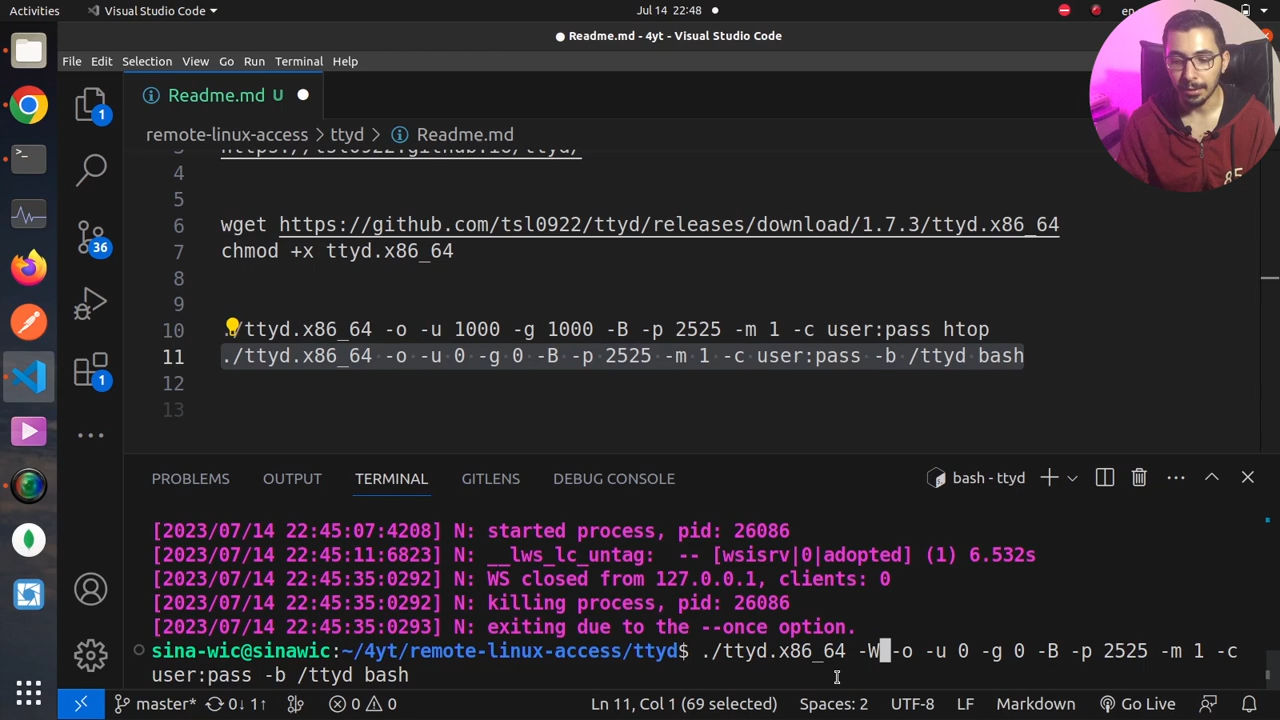 Activities
Visual Studio Code
Jul 14 22:48
en
Readme.md - 4yt - Visual Studio Code
File Edit Selection View Go Run Terminal Help
Readme.md U
remote-linux-access > ttyd > Readme.md
3 https://tsl0922.github.io/ttyd/
4
5
6 wget https://github.com/tsl0922/ttyd/releases/download/1.7.3/ttyd.x86_64
7 chmod +x ttyd.x86_64
8
9
10 ./ttyd.x86_64 -o -u 1000 -g 1000 -B -p 2525 -m 1 -c user:pass htop
11 ./ttyd.x86_64 -o -u 0 -g 0 -B -p 2525 -m 1 -c user:pass -b /ttyd bash
12
13
1
36
1
PROBLEMS OUTPUT TERMINAL GITLENS DEBUG CONSOLE
bash - ttyd
[2023/07/14 22:45:07:4208] N: started process, pid: 26086
[2023/07/14 22:45:11:6823] N: __lws_lc_untag: -- [wsisrv|0|adopted] (1) 6.532s
[2023/07/14 22:45:35:0292] N: WS closed from 127.0.0.1, clients: 0
[2023/07/14 22:45:35:0292] N: killing process, pid: 26086
[2023/07/14 22:45:35:0293] N: exiting due to the --once option.
sina-wic@sinawic:~/4yt/remote-linux-access/ttyd$ ./ttyd.x86_64 -W -o -u 0 -g 0 -B -p 2525 -m 1 -c
user:pass -b /ttyd bash
master* 0↓ 1↑ 0 0 Ln 11, Col 1 (69 selected) Spaces: 2 UTF-8 LF Markdown Go Live